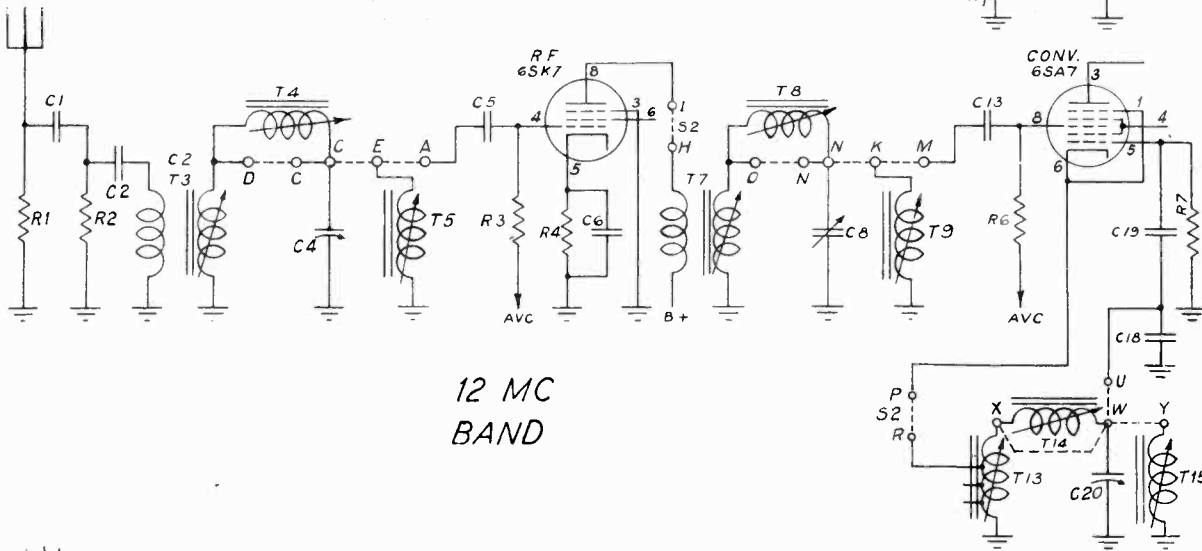 RF
6SK7
CONV.
6SA7
C1
C2
C2
T3
R1
R2
T4
D
C
C
E
A
C4
T5
C5
4
8
3
6
5
R3
R4
C6
AVC
I
S2
H
T7
B+
T8
O
N
N
K
M
C8
T9
C13
8
3
1
4
5
6
R6
AVC
C19
R7
C18
12 MC
BAND
P
S2
R
X
T14
U
W
Y
T13
C20
T15